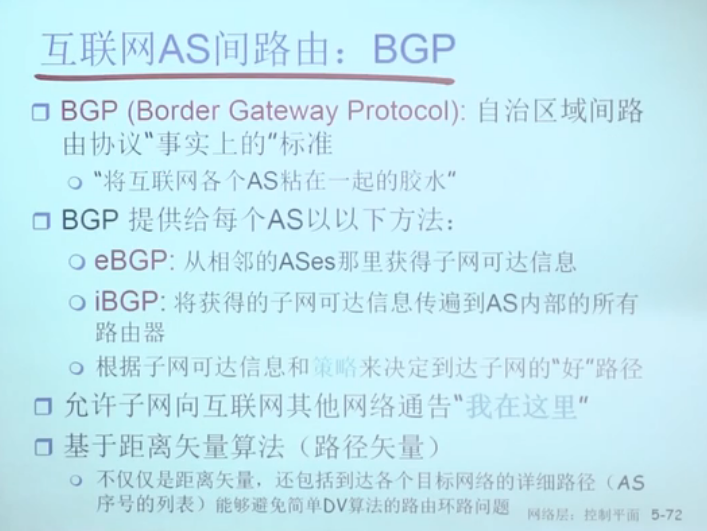 互联网AS间路由：BGP
BGP (Border Gateway Protocol): 自治区域间路
由协议“事实上的”标准
“将互联网各个AS粘在一起的胶水”
BGP 提供给每个AS以以下方法：
eBGP: 从相邻的ASes那里获得子网可达信息
iBGP: 将获得的子网可达信息传遍到AS内部的所有
路由器
根据子网可达信息和策略来决定到达子网的“好”路径
允许子网向互联网其他网络通告“我在这里”
基于距离矢量算法（路径矢量）
不仅仅是距离矢量，还包括到达各个目标网络的详细路径（AS
序号的列表）能够避免简单DV算法的路由环路问题
网络层：控制平面 5-72